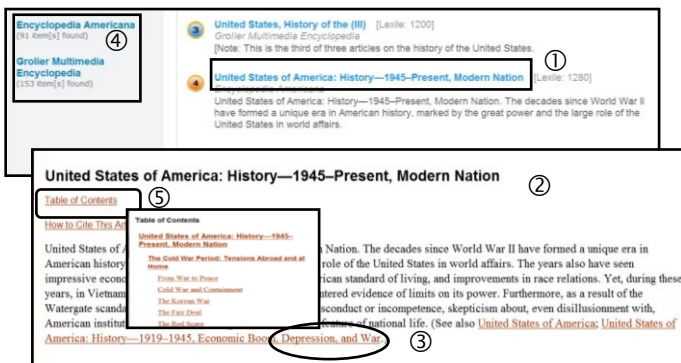 Encyclopedia Americana
(91 item[s] found)
④
Grolier Multimedia
Encyclopedia
(153 item[s] found)
3 United States, History of the (III) [Lexile: 1200]
Grolier Multimedia Encyclopedia
[Note: This is the third of three articles on the history of the United States.
①
4 United States of America: History—1945–Present, Modern Nation [Lexile: 1280]
Encyclopedia Americana
United States of America: History—1945–Present, Modern Nation. The decades since World War II
have formed a unique era in American history, marked by the great power and the large role of the
United States in world affairs.
United States of America: History—1945–Present, Modern Nation
②
Table of Contents
⑤
How to Cite This
Table of Contents
United States of America: History—1945–
Present, Modern Nation
The Cold War Period: Tensions Abroad and at
Home
From War to Peace
Cold War and Containment
The Korean War
The Fair Deal
The Red Scare
United States of Nation. The decades since World War II have formed a unique era in
American history role of the United States in world affairs. The years also have seen
impressive American standard of living, and improvements in race relations. Yet, during these
years, in Vietnam evidence of limits on its power. Furthermore, as a result of the
Watergate misconduct or incompetence, skepticism about, even disillusionment with,
American feature of national life. (See also United States of America; United States of
America: History—1919–1945, Economic Boom, Depression, and War.
③